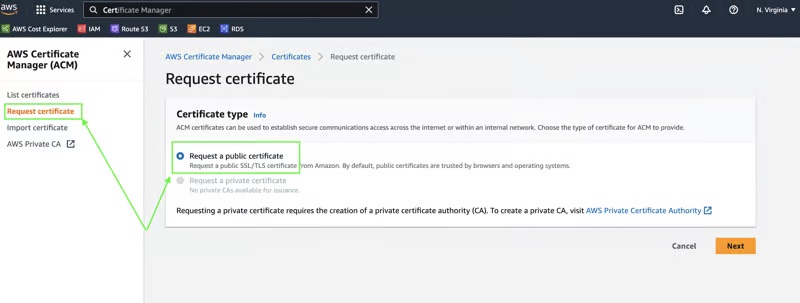 aws
Services
Certificate Manager
N. Virginia
AWS Cost Explorer
IAM
Route 53
S3
EC2
RDS
AWS Certificate
Manager (ACM)
List certificates
Request certificate
Import certificate
AWS Private CA
AWS Certificate Manager
Certificates
Request certificate
Request certificate
Certificate type Info
ACM certificates can be used to establish secure communications access across the internet or within an internal network. Choose the type of certificate for ACM to provide.
Request a public certificate
Request a public SSL/TLS certificate from Amazon. By default, public certificates are trusted by browsers and operating systems.
Request a private certificate
No private CAs available for issuance.
Requesting a private certificate requires the creation of a private certificate authority (CA). To create a private CA, visit AWS Private Certificate Authority
Cancel
Next